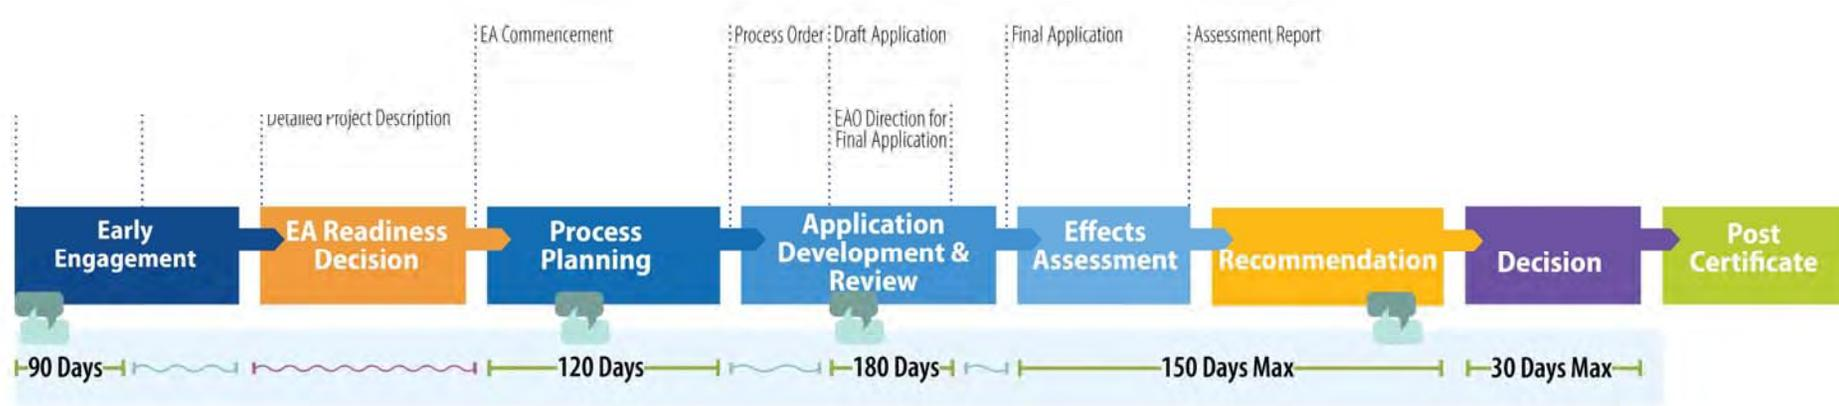 EA Commencement
Process Order
Draft Application
Final Application
Assessment Report
Detailed Project Description
EAO Direction for
Final Application
Early
Engagement
EA Readiness
Decision
Process
Planning
Application
Development &
Review
Effects
Assessment
Recommendation
Decision
Post
Certificate
90 Days
120 Days
180 Days
150 Days Max
30 Days Max